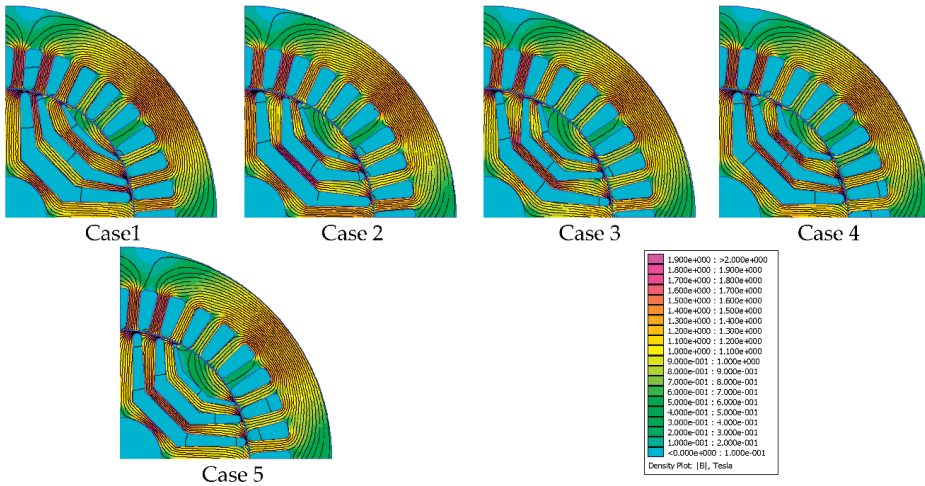 Case1
Case 2
Case 3
Case 4
Case 5
1.900e+000 : >2.000e+000
1.800e+000 : 1.900e+000
1.700e+000 : 1.800e+000
1.600e+000 : 1.700e+000
1.500e+000 : 1.600e+000
1.400e+000 : 1.500e+000
1.300e+000 : 1.400e+000
1.200e+000 : 1.300e+000
1.100e+000 : 1.200e+000
1.000e+000 : 1.100e+000
9.000e-001 : 1.000e+000
8.000e-001 : 9.000e-001
7.000e-001 : 8.000e-001
6.000e-001 : 7.000e-001
5.000e-001 : 6.000e-001
4.000e-001 : 5.000e-001
3.000e-001 : 4.000e-001
2.000e-001 : 3.000e-001
1.000e-001 : 2.000e-001
<0.000e+000 : 1.000e-001
Density Plot: |B|, Tesla